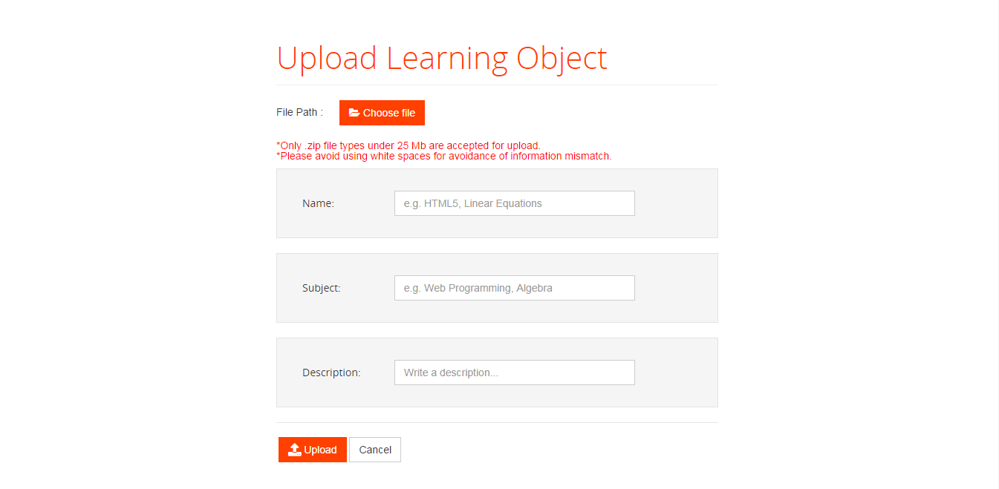 Upload Learning Object
File Path : Choose file
*Only .zip file types under 25 Mb are accepted for upload.
*Please avoid using white spaces for avoidance of information mismatch.
Name: e.g. HTML5, Linear Equations
Subject: e.g. Web Programming, Algebra
Description: Write a description...
Upload Cancel